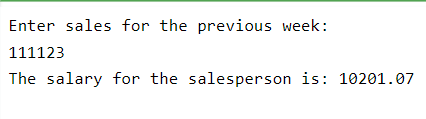 Enter sales for the previous week:
111123
The salary for the salesperson is: 10201.07